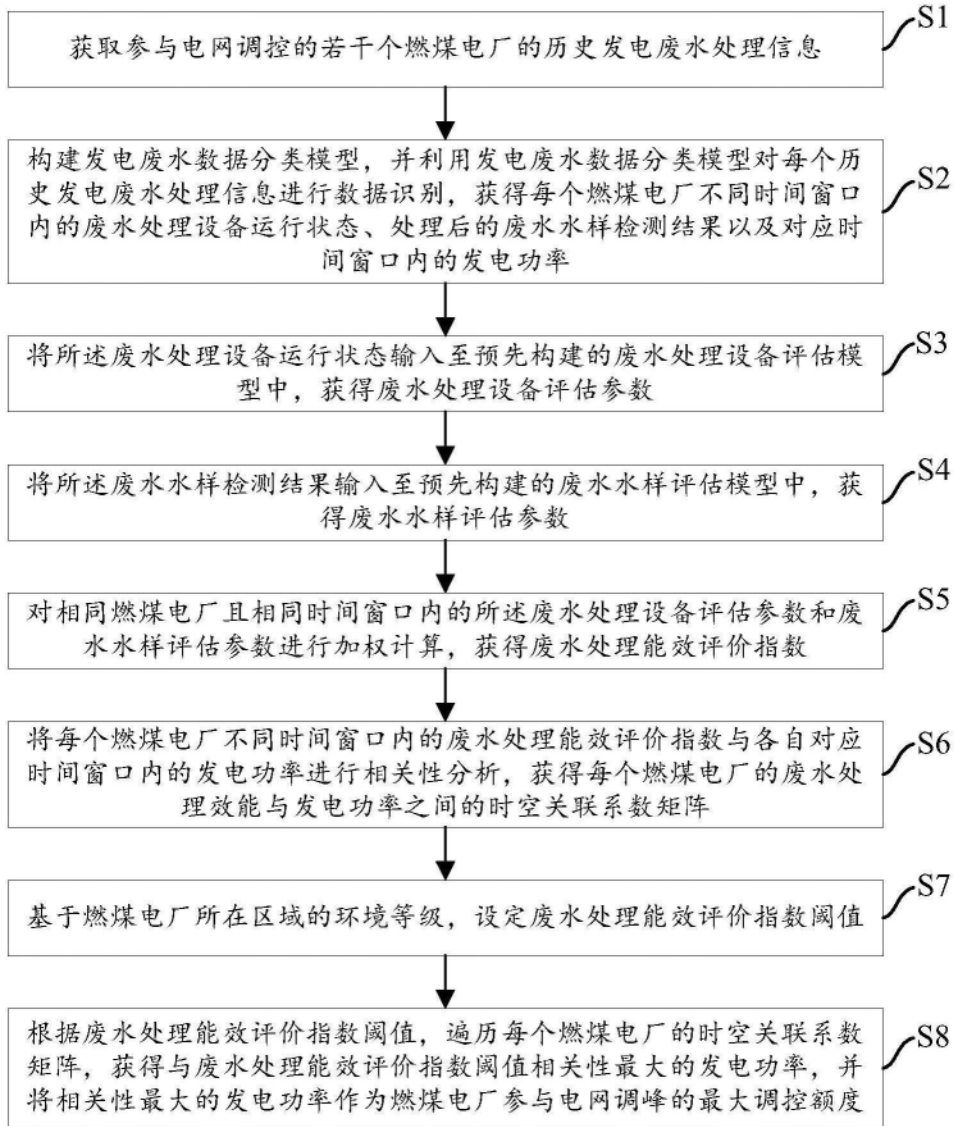 获取参与电网调控的若干个燃煤电厂的历史发电废水处理信息
S1
构建发电废水数据分类模型，并利用发电废水数据分类模型对每个历
史发电废水处理信息进行数据识别，获得每个燃煤电厂不同时间窗口
内的废水处理设备运行状态、处理后的废水水样检测结果以及对应时
间窗口内的发电功率
S2
将所述废水处理设备运行状态输入至预先构建的废水处理设备评估模
型中，获得废水处理设备评估参数
S3
将所述废水水样检测结果输入至预先构建的废水水样评估模型中，获
得废水水样评估参数
S4
对相同燃煤电厂且相同时间窗口内的所述废水处理设备评估参数和废
水水样评估参数进行加权计算，获得废水处理能效评价指数
S5
将每个燃煤电厂不同时间窗口内的废水处理能效评价指数与各自对应
时间窗口内的发电功率进行相关性分析，获得每个燃煤电厂的废水处
理效能与发电功率之间的时空关联系数矩阵
S6
基于燃煤电厂所在区域的环境等级，设定废水处理能效评价指数阈值
S7
根据废水处理能效评价指数阈值，遍历每个燃煤电厂的时空关联系数
矩阵，获得与废水处理能效评价指数阈值相关性最大的发电功率，并
将相关性最大的发电功率作为燃煤电厂参与电网调峰的最大调控额度
S8